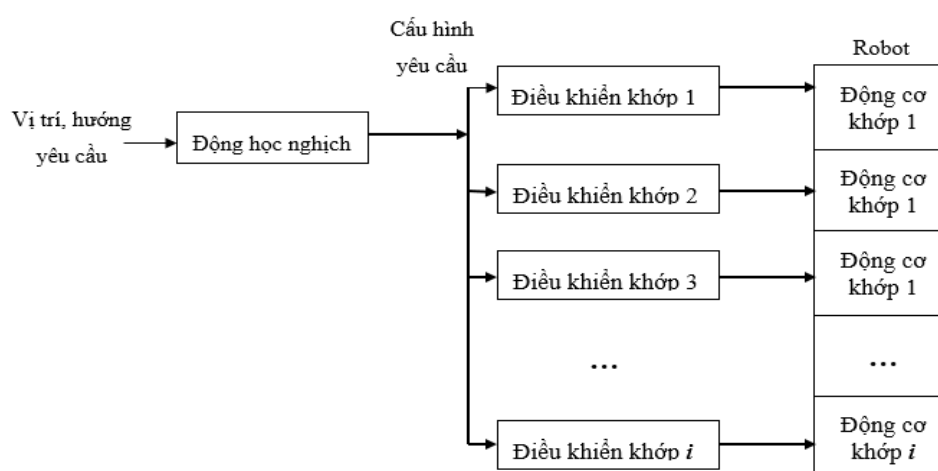 Vị trí, hướng
yêu cầu
Động học nghịch
Cấu hình
yêu cầu
Điều khiển khớp 1
Điều khiển khớp 2
Điều khiển khớp 3
...
Điều khiển khớp i
Robot
Động cơ
khớp 1
Động cơ
khớp 1
Động cơ
khớp 1
...
Động cơ
khớp i